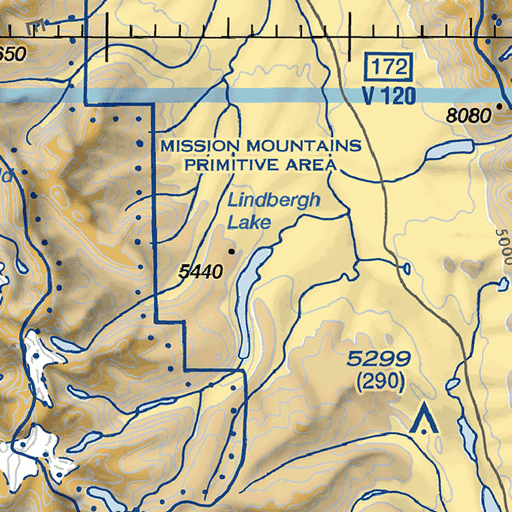 650
172
V 120
8080
MISSION MOUNTAINS
PRIMITIVE AREA
Lindbergh
Lake
5440
5000
5299
(290)